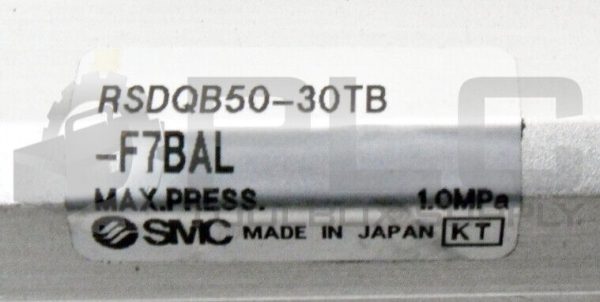 RSDQB50-30TB
-F7BAL
MAX.PRESS. 1.0MPa
SMC MADE IN JAPAN KT